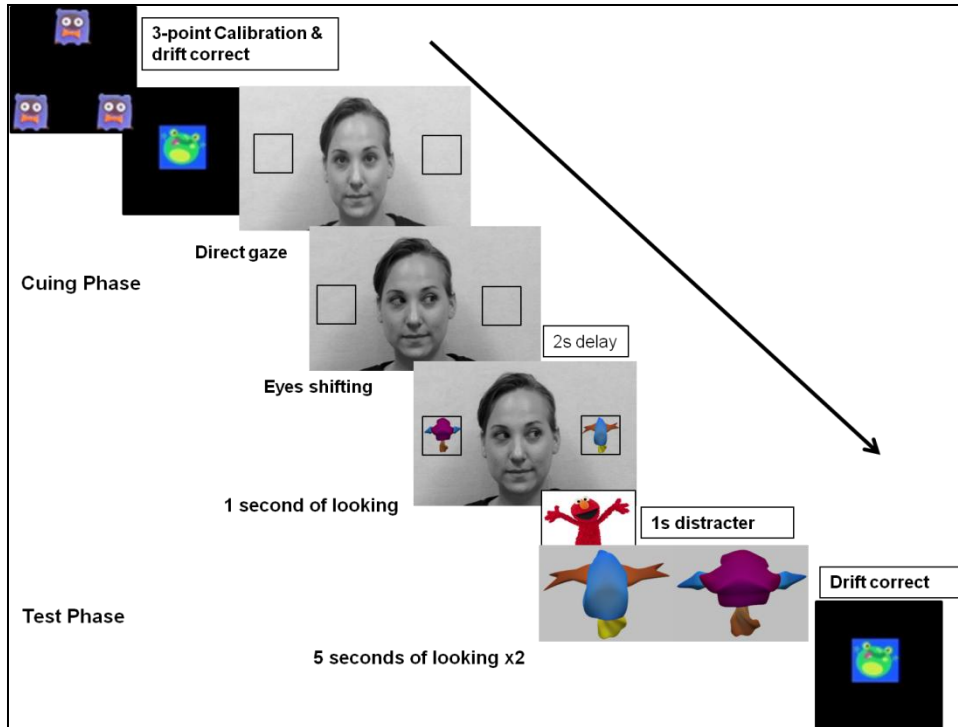 3-point Calibration &
drift correct
Direct gaze
Cuing Phase
2s delay
Eyes shifting
1 second of looking
1s distracter
Drift correct
Test Phase
5 seconds of looking x2